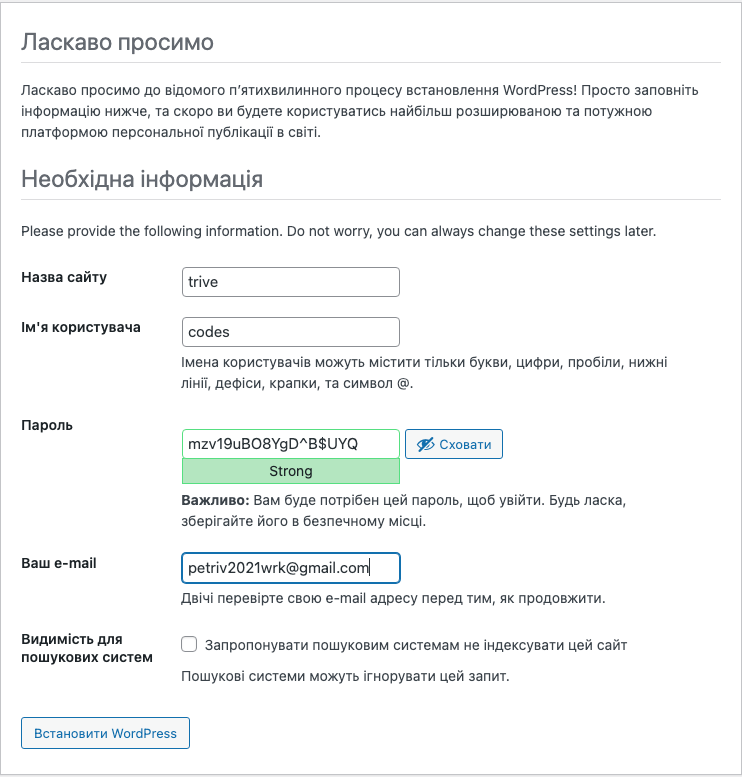 Ласкаво просимо
Ласкаво просимо до відомого п’ятихвилинного процесу встановлення WordPress! Просто заповніть
інформацію нижче, та скоро ви будете користуватись найбільш розширюваною та потужною
платформою персональної публікації в світі.
Необхідна інформація
Please provide the following information. Do not worry, you can always change these settings later.
Назва сайту
trive
Ім'я користувача
codes
Імена користувачів можуть містити тільки букви, цифри, пробіли, нижні
лінії, дефіси, крапки, та символ @.
Пароль
mzv19uBO8YgD^B$UYQ
Сховати
Strong
Важливо: Вам буде потрібен цей пароль, щоб увійти. Будь ласка,
зберігайте його в безпечному місці.
Ваш e-mail
petriv2021wrk@gmail.com
Двічі перевірте свою e-mail адресу перед тим, як продовжити.
Видимість для
пошукових систем
Запропонувати пошуковим системам не індексувати цей сайт
Пошукові системи можуть ігнорувати цей запит.
Встановити WordPress